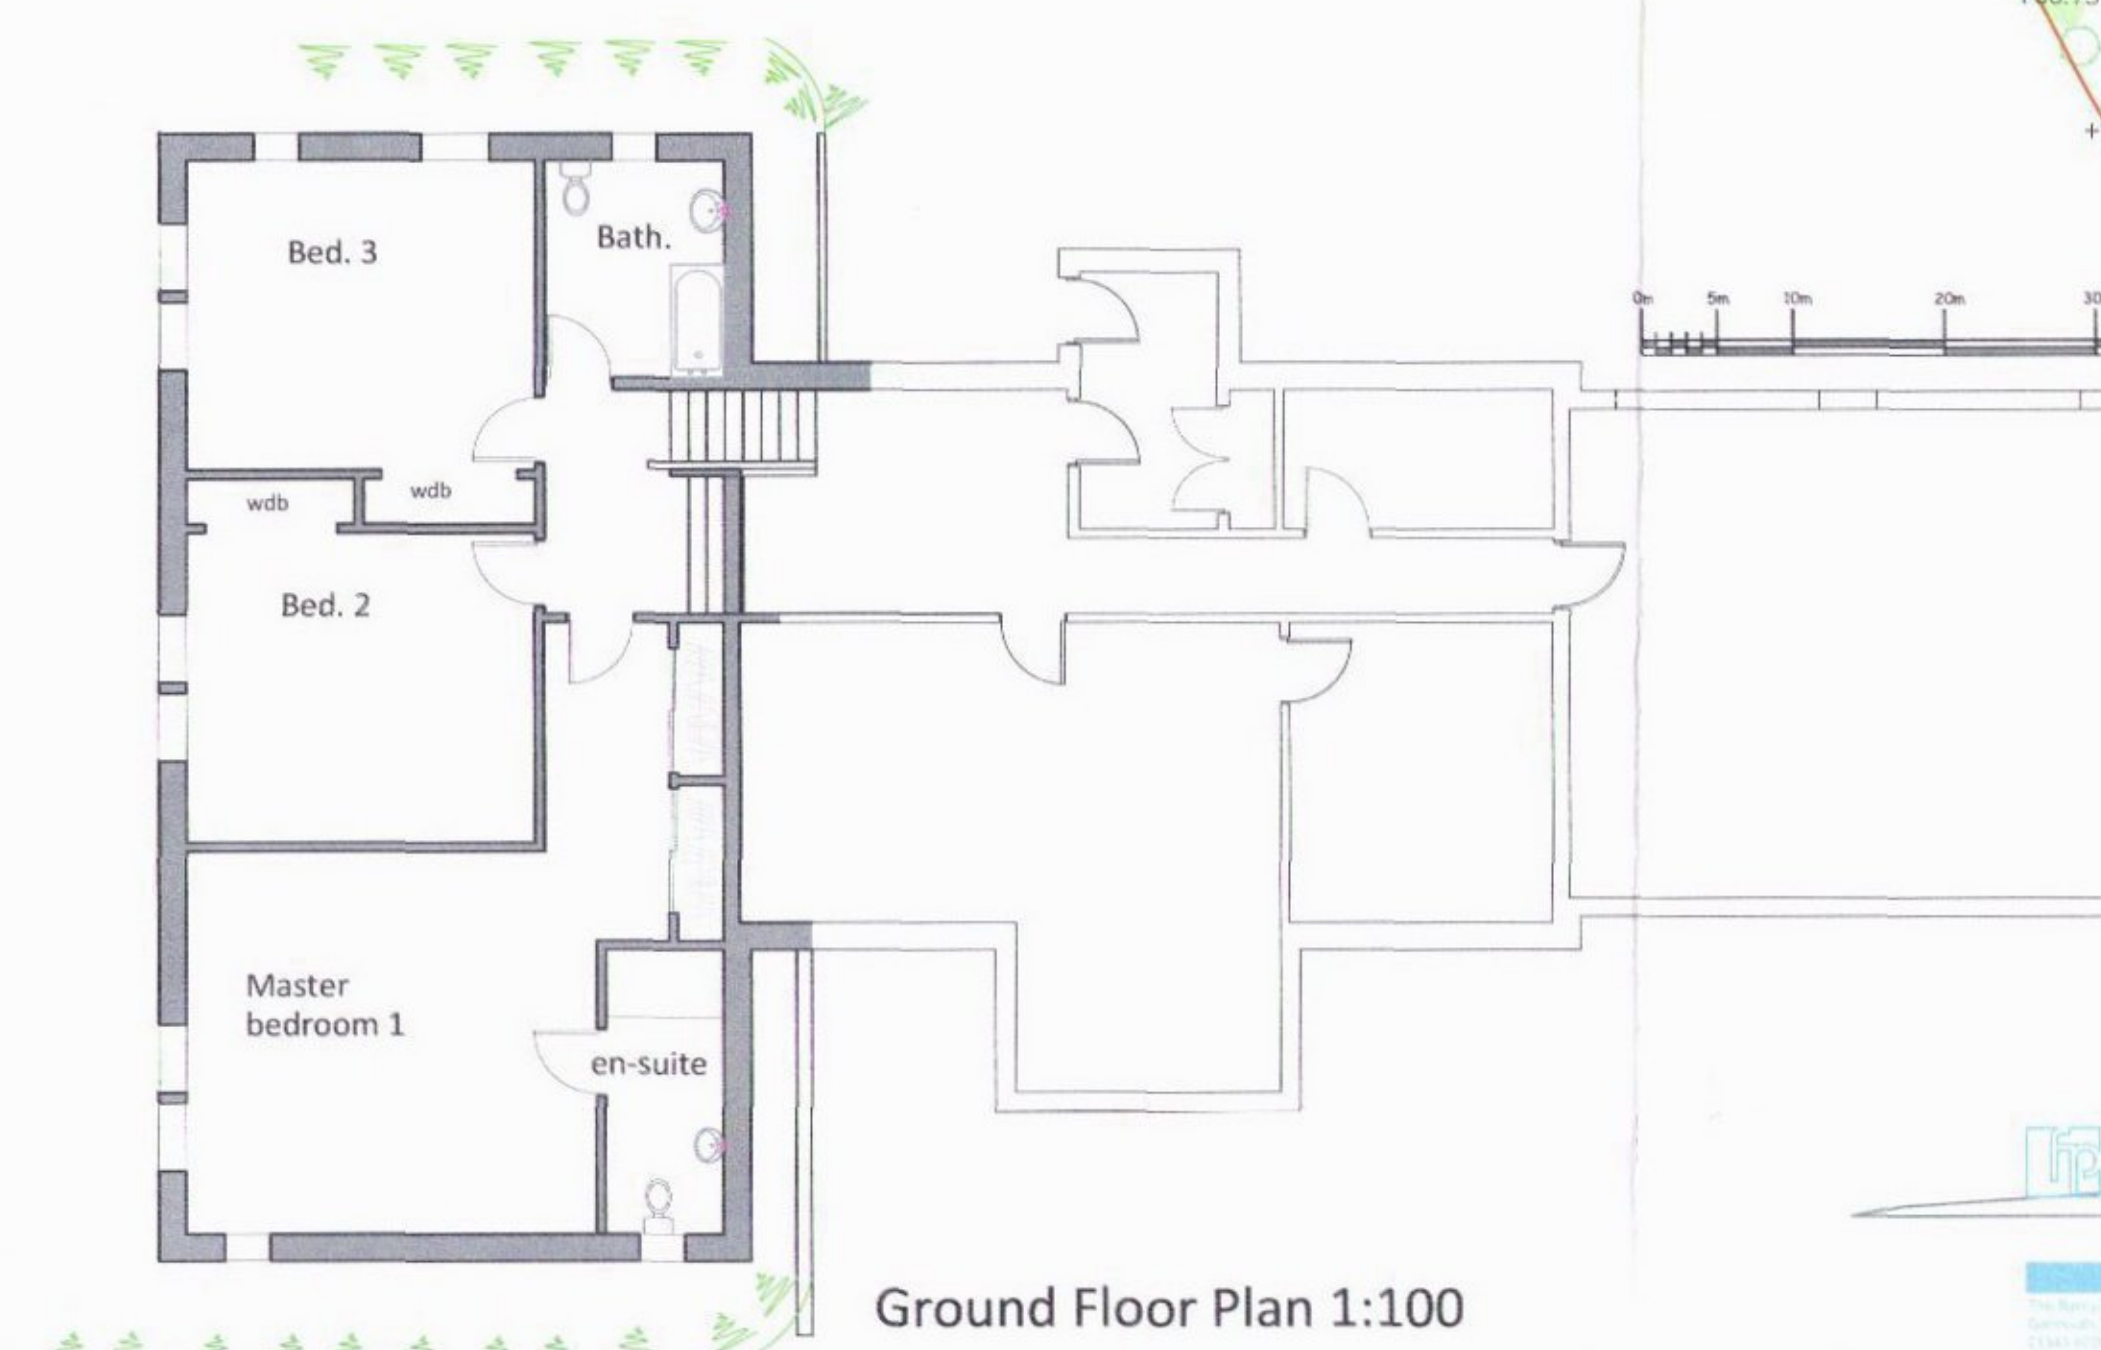 Bed. 3
Bath.
0m 5m 10m 20m 30
wdb
wdb
Bed. 2
Master
bedroom 1
en-suite
Ground Floor Plan 1:100